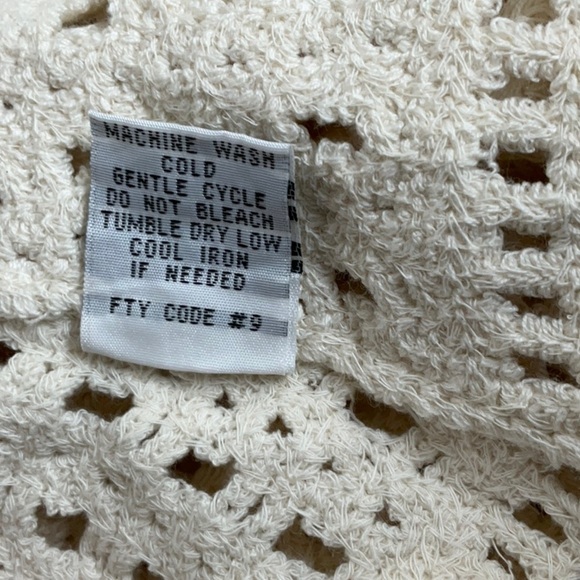 MACHINE WASH
COLD
GENTLE CYCLE
DO NOT BLEACH
TUMBLE DRY LOW
COOL IRON
IF NEEDED
FTY CODE #9